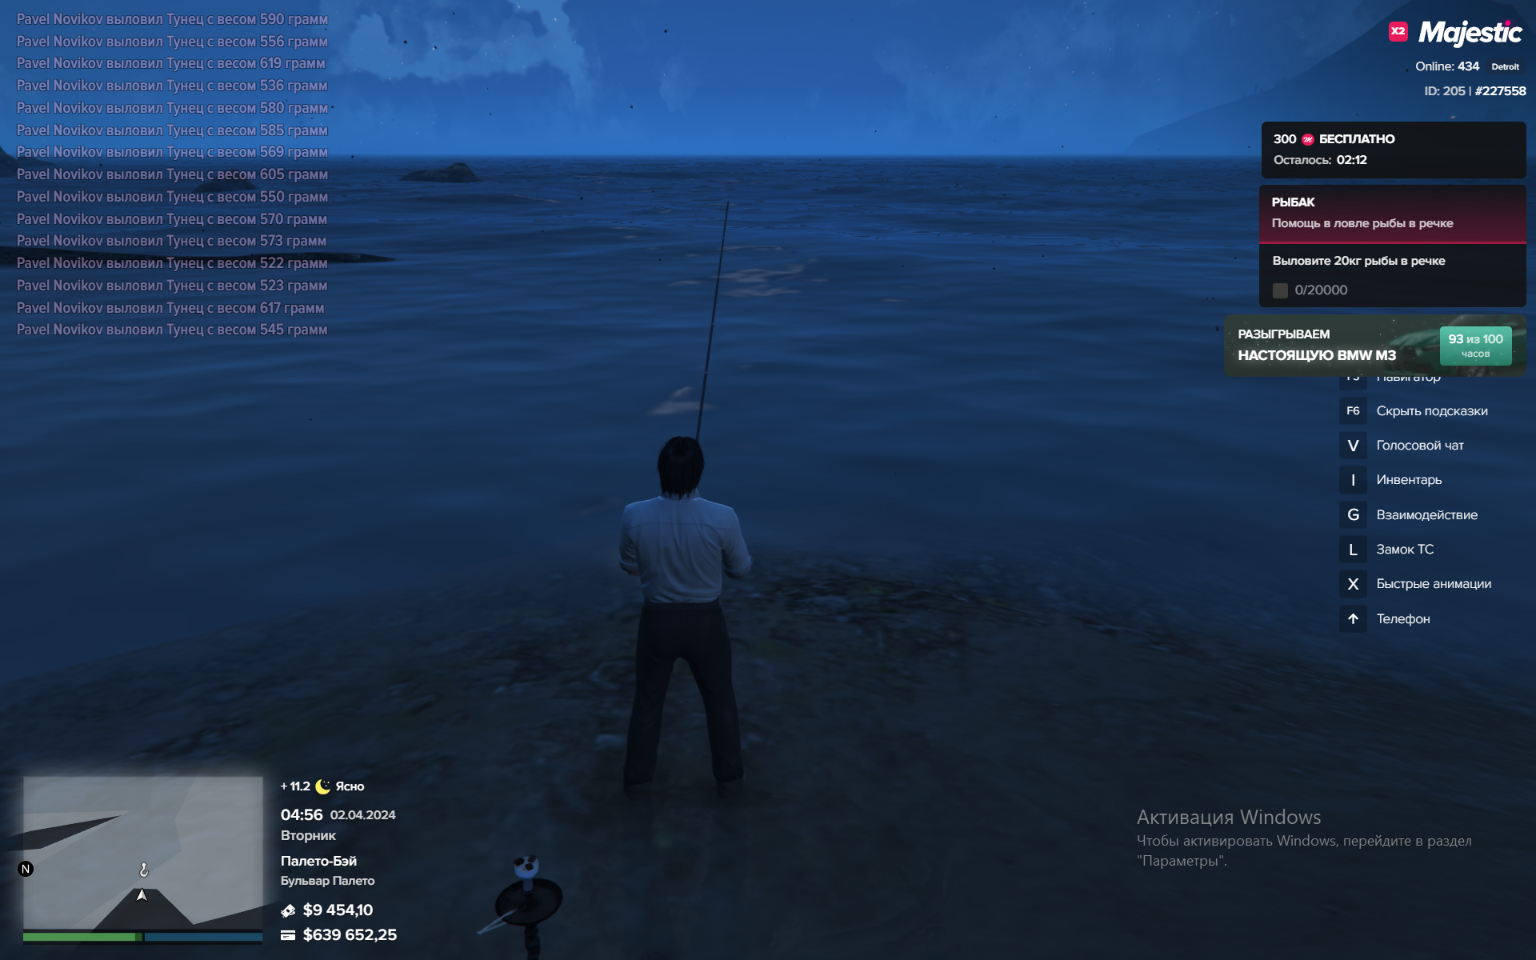 Pavel Novikov выловил Тунец с весом 590 грамм
Pavel Novikov выловил Тунец с весом 556 грамм
Pavel Novikov выловил Тунец с весом 619 грамм
Pavel Novikov выловил Тунец с весом 536 грамм
Pavel Novikov выловил Тунец с весом 580 грамм
Pavel Novikov выловил Тунец с весом 585 грамм
Pavel Novikov выловил Тунец с весом 569 грамм
Pavel Novikov выловил Тунец с весом 605 грамм
Pavel Novikov выловил Тунец с весом 550 грамм
Pavel Novikov выловил Тунец с весом 570 грамм
Pavel Novikov выловил Тунец с весом 573 грамм
Pavel Novikov выловил Тунец с весом 522 грамм
Pavel Novikov выловил Тунец с весом 523 грамм
Pavel Novikov выловил Тунец с весом 617 грамм
Pavel Novikov выловил Тунец с весом 545 грамм
X2 Majestic
Online: 434 Detroit
ID: 205 | #227558
300 БЕСПЛАТНО
Осталось: 02:12
РЫБАК
Помощь в ловле рыбы в речке
Выловите 20кг рыбы в речке
0/20000
РАЗЫГРЫВАЕМ
НАСТОЯЩУЮ BMW M3
93 из 100
часов
Навигатор
F6 Скрыть подсказки
V Голосовой чат
I Инвентарь
G Взаимодействие
L Замок ТС
X Быстрые анимации
Телефон
N
+ 11.2 Ясно
04:56 02.04.2024
Вторник
Палето-Бэй
Бульвар Палето
$9 454,10
$639 652,25
Активация Windows
Чтобы активировать Windows, перейдите в раздел
"Параметры".